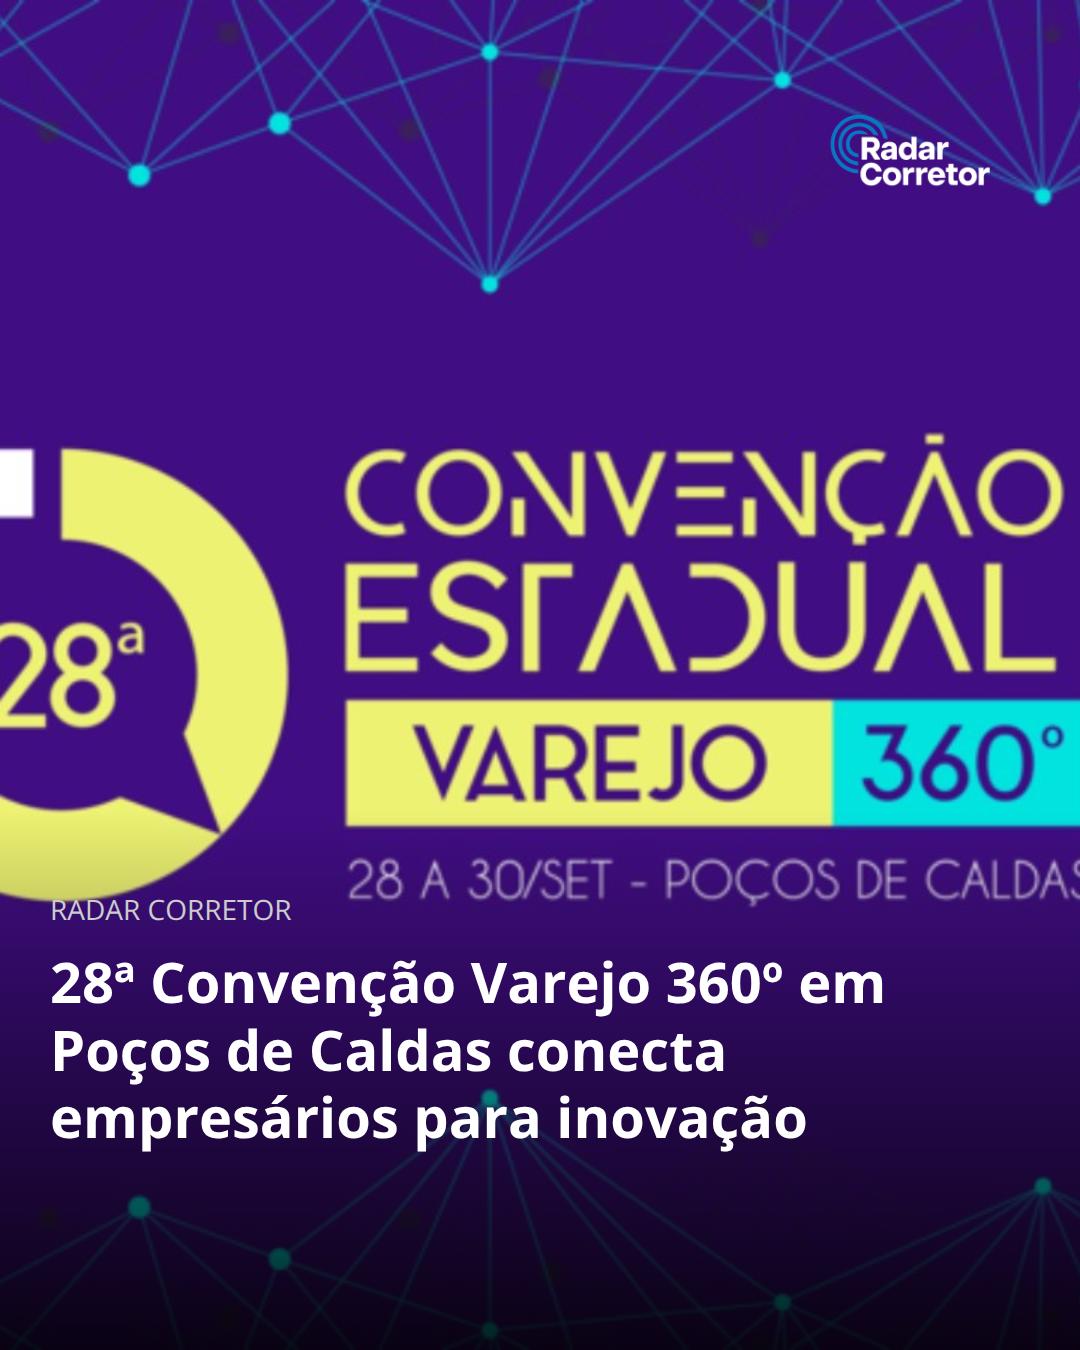 Radar
Corretor
28ª
CONVENÇÃO
ESTADUAL
VAREJO 360º
28 A 30/SET - POÇOS DE CALDAS
RADAR CORRETOR
28ª Convenção Varejo 360º em
Poços de Caldas conecta
empresários para inovação